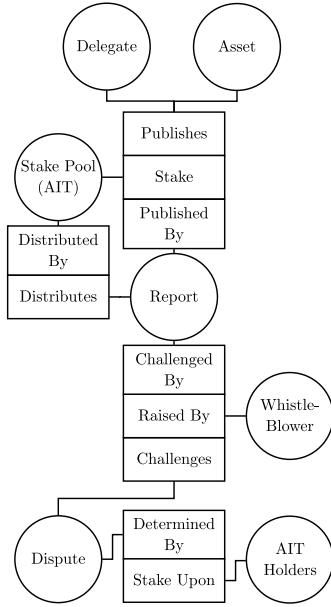 Delegate
Asset
Publishes
Stake Pool
(AIT)
Stake
Published
By
Distributed
By
Distributes
Report
Challenged
By
Raised By
Whistle-
Blower
Challenges
Determined
By
Dispute
AIT
Holders
Stake Upon